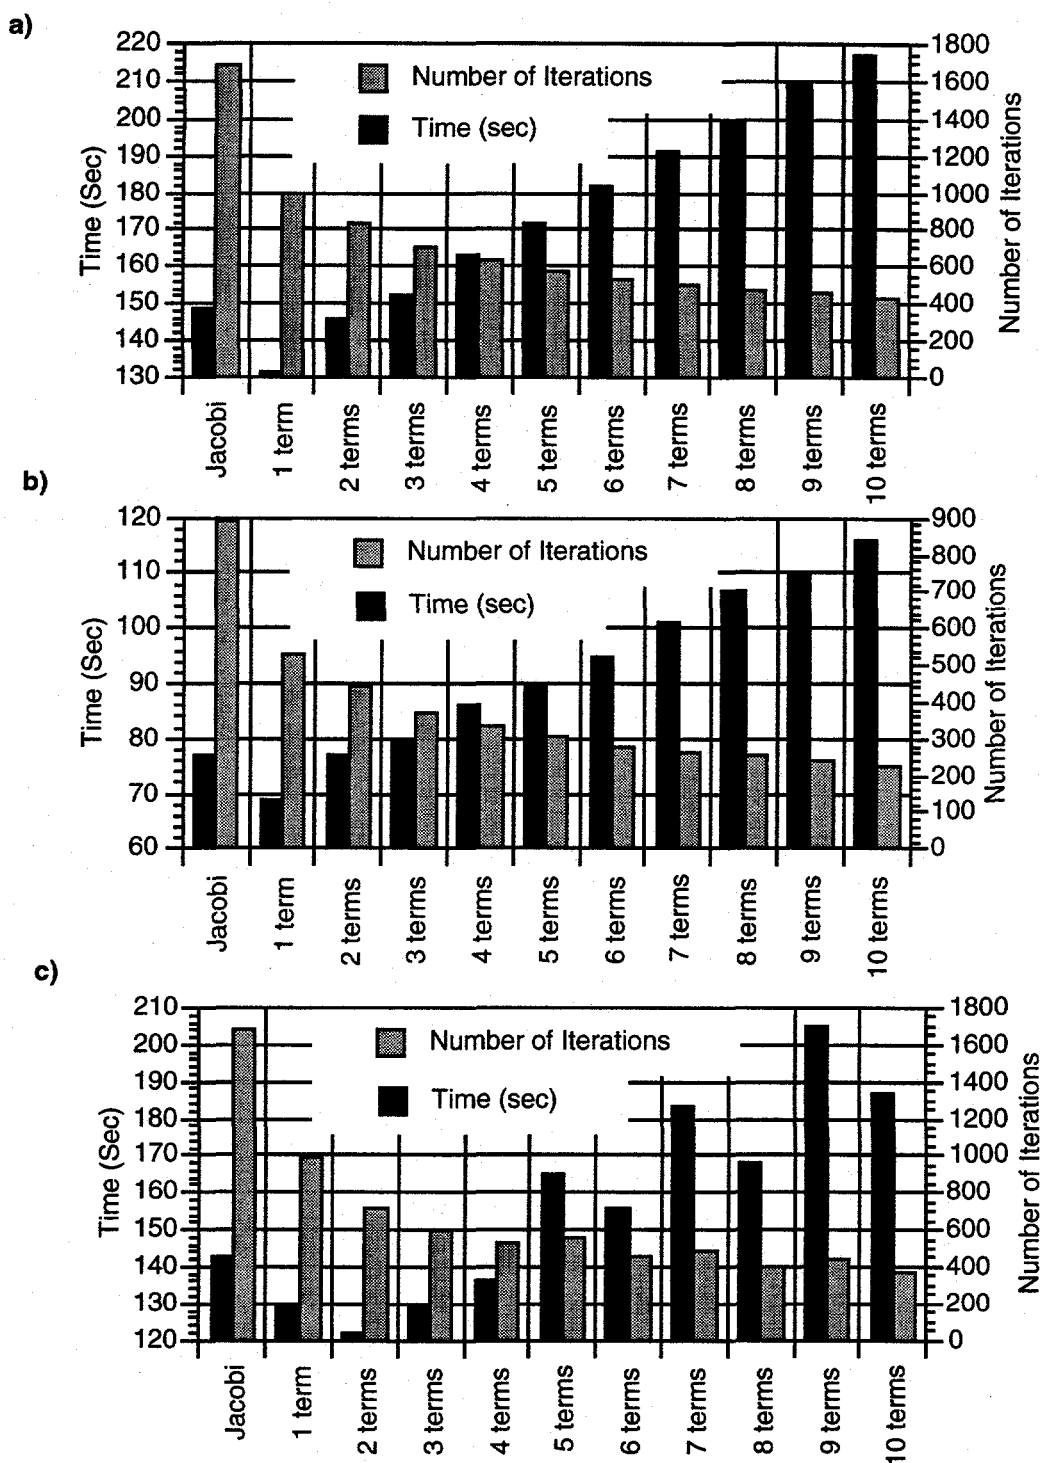 a)
220
210
200
190
180
170
160
150
140
130
Time (Sec)
Number of Iterations
Time (sec)
1800
1600
1400
1200
1000
800
600
400
200
0
Number of Iterations
Jacobi
1 term
2 terms
3 terms
4 terms
5 terms
6 terms
7 terms
8 terms
9 terms
10 terms
b)
120
110
100
90
80
70
60
Time (Sec)
Number of Iterations
Time (sec)
900
800
700
600
500
400
300
200
100
0
Number of Iterations
Jacobi
1 term
2 terms
3 terms
4 terms
5 terms
6 terms
7 terms
8 terms
9 terms
10 terms
c)
210
200
190
180
170
160
150
140
130
120
Time (Sec)
Number of Iterations
Time (sec)
1800
1600
1400
1200
1000
800
600
400
200
0
Number of Iterations
Jacobi
1 term
2 terms
3 terms
4 terms
5 terms
6 terms
7 terms
8 terms
9 terms
10 terms